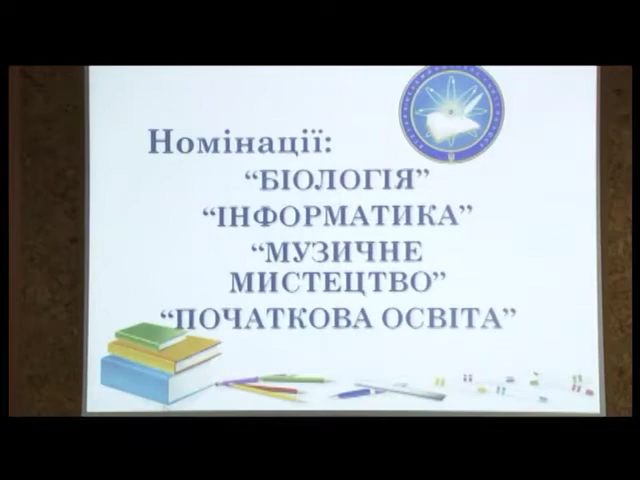 Номінації:
“БІОЛОГІЯ”
“ІНФОРМАТИКА”
“МУЗИЧНЕ
МИСТЕЦТВО”
“ПОЧАТКОВА ОСВІТА”